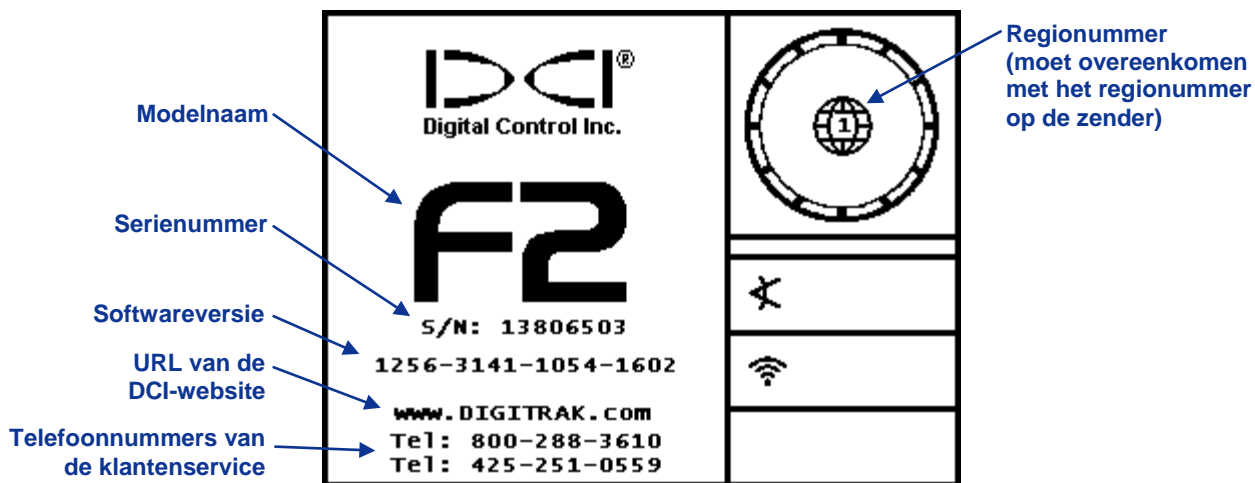 Modelnaam
Serienummer
Softwareversie
URL van de
DCI-website
Telefoonnummers van
de klantenservice
DCI®
Digital Control Inc.
F2
S/N: 13806503
1256-3141-1054-1602
www.DIGITRAK.com
Tel: 800-288-3610
Tel: 425-251-0559
1
Regionummer
(moet overeenkomen
met het regionummer
op de zender)